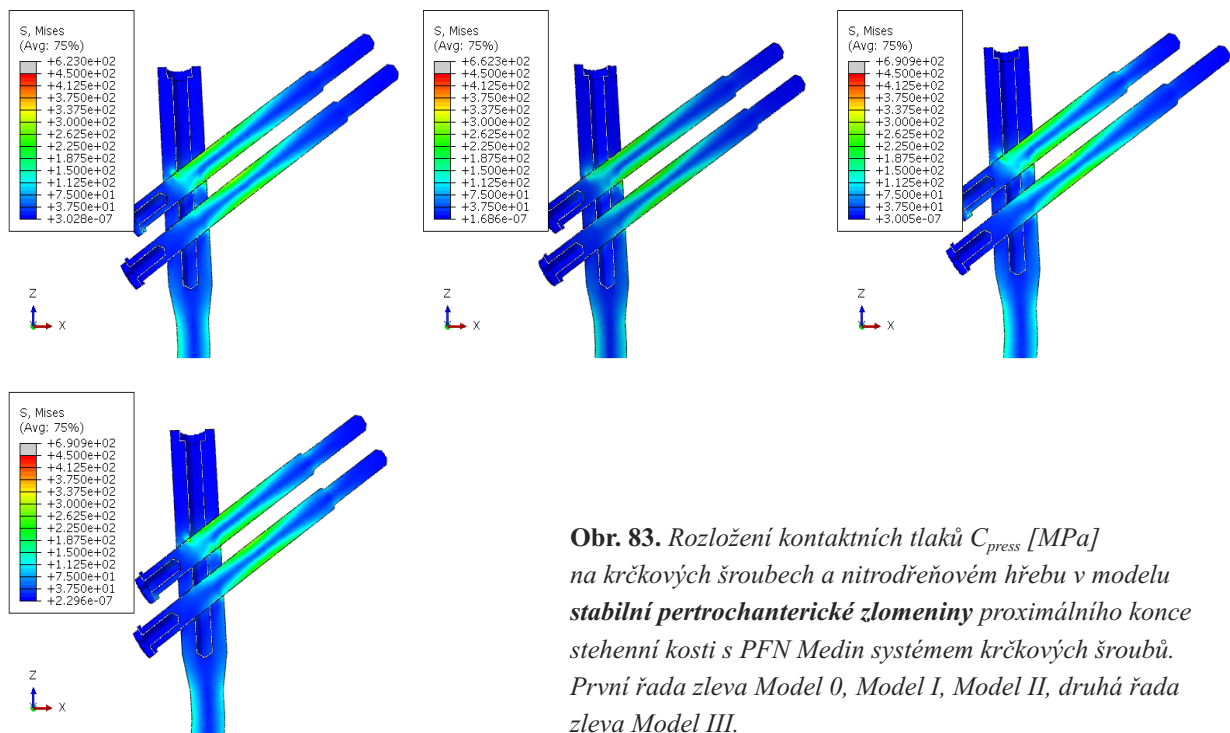 S, Mises
(Avg: 75%)
+6.230e+02
+4.500e+02
+4.125e+02
+3.750e+02
+3.375e+02
+3.000e+02
+2.625e+02
+2.250e+02
+1.875e+02
+1.500e+02
+1.125e+02
+7.500e+01
+3.750e+01
+3.028e-07
Z
X
S, Mises
(Avg: 75%)
+6.623e+02
+4.500e+02
+4.125e+02
+3.750e+02
+3.375e+02
+3.000e+02
+2.625e+02
+2.250e+02
+1.875e+02
+1.500e+02
+1.125e+02
+7.500e+01
+3.750e+01
+1.686e-07
Z
X
S, Mises
(Avg: 75%)
+6.909e+02
+4.500e+02
+4.125e+02
+3.750e+02
+3.375e+02
+3.000e+02
+2.625e+02
+2.250e+02
+1.875e+02
+1.500e+02
+1.125e+02
+7.500e+01
+3.750e+01
+3.005e-07
Z
X
S, Mises
(Avg: 75%)
+6.909e+02
+4.500e+02
+4.125e+02
+3.750e+02
+3.375e+02
+3.000e+02
+2.625e+02
+2.250e+02
+1.875e+02
+1.500e+02
+1.125e+02
+7.500e+01
+3.750e+01
+2.296e-07
Z
X
Obr. 83. Rozložení kontaktních tlaků Cpress [MPa]
na krčkových šroubech a nitrodřeňovém hřebu v modelu
stabilní pertrochanterické zlomeniny proximálního konce
stehenní kosti s PFN Medin systémem krčkových šroubů.
První řada zleva Model 0, Model I, Model II, druhá řada
zleva Model III.